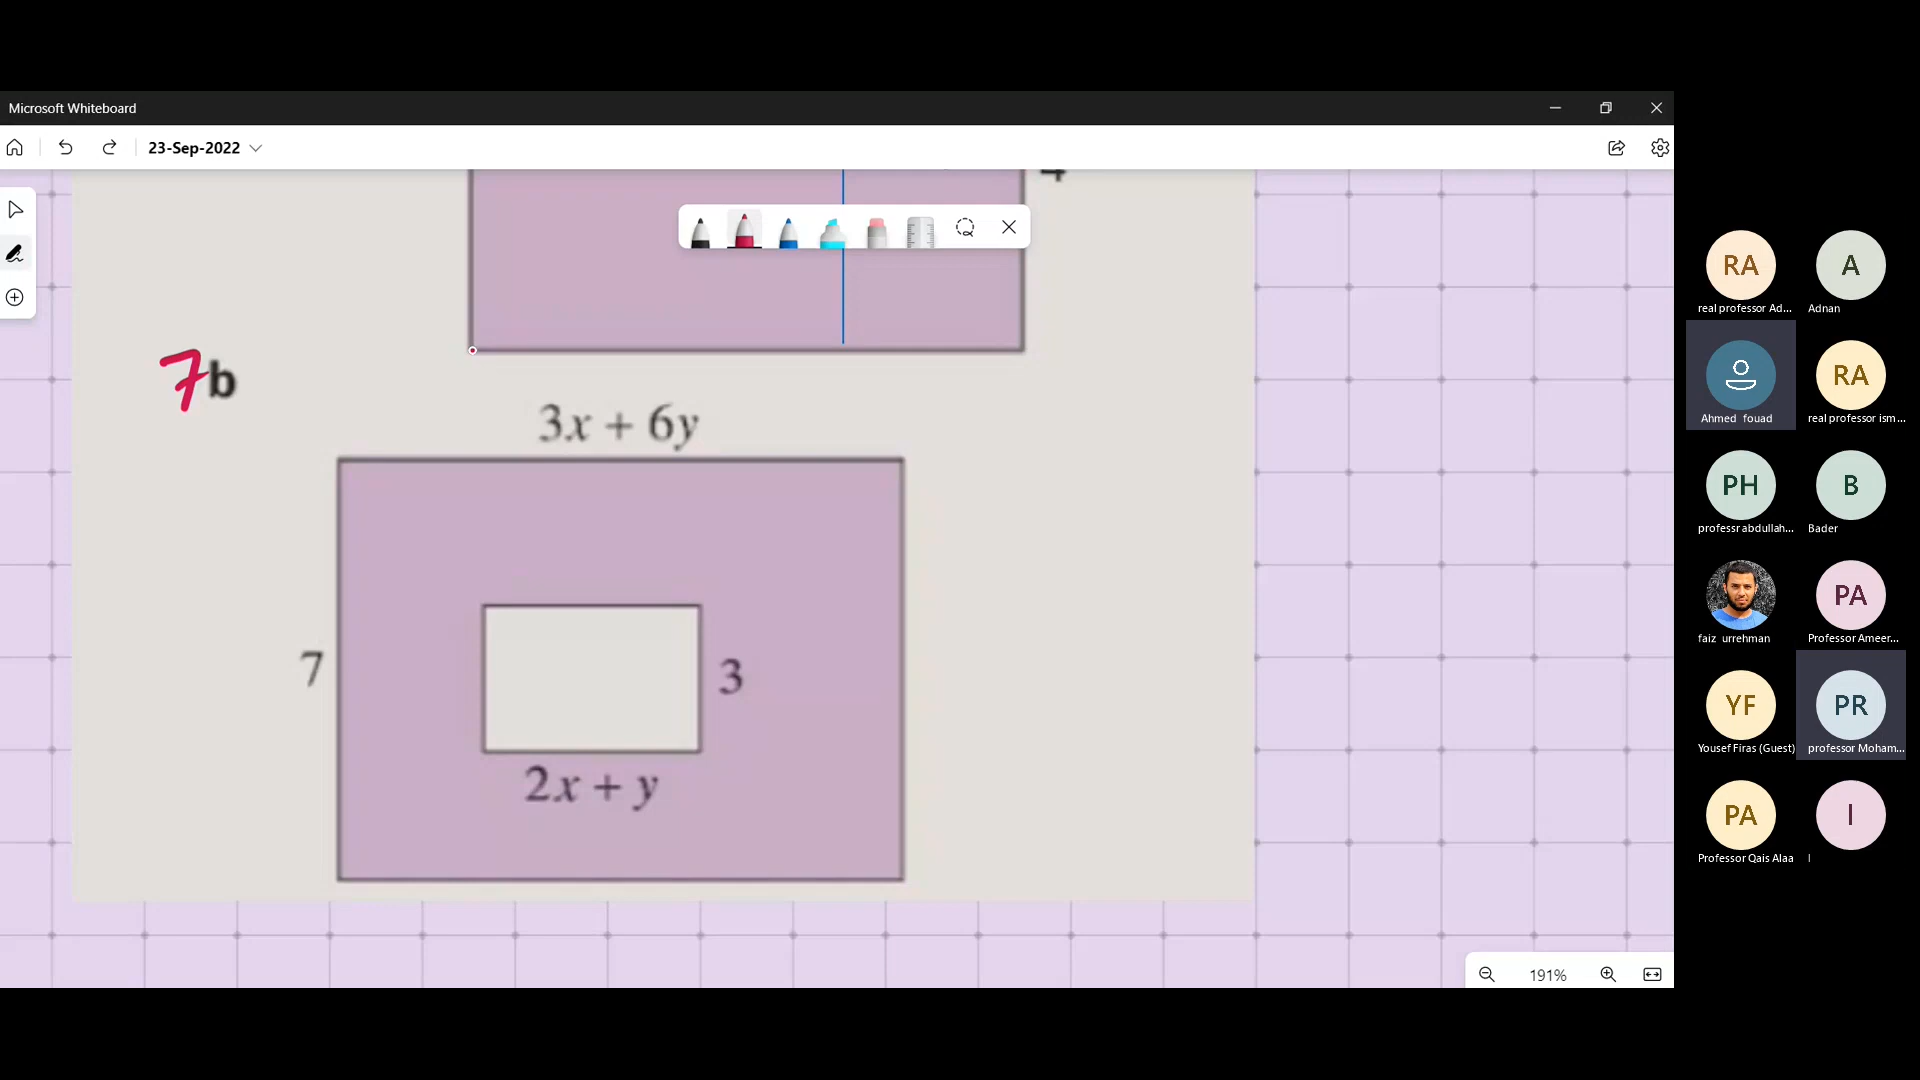 Microsoft Whiteboard
23-Sep-2022
4
7b
3x + 6y
7
3
2x + y
191%
RA
real professor Ad...
A
Adnan
Ahmed fouad
RA
real professor ism...
PH
professr abdullah...
B
Bader
faiz urrehman
PA
Professor Ameer...
YF
Yousef Firas (Guest)
PR
professor Moham...
PA
Professor Qais Alaa
I
I